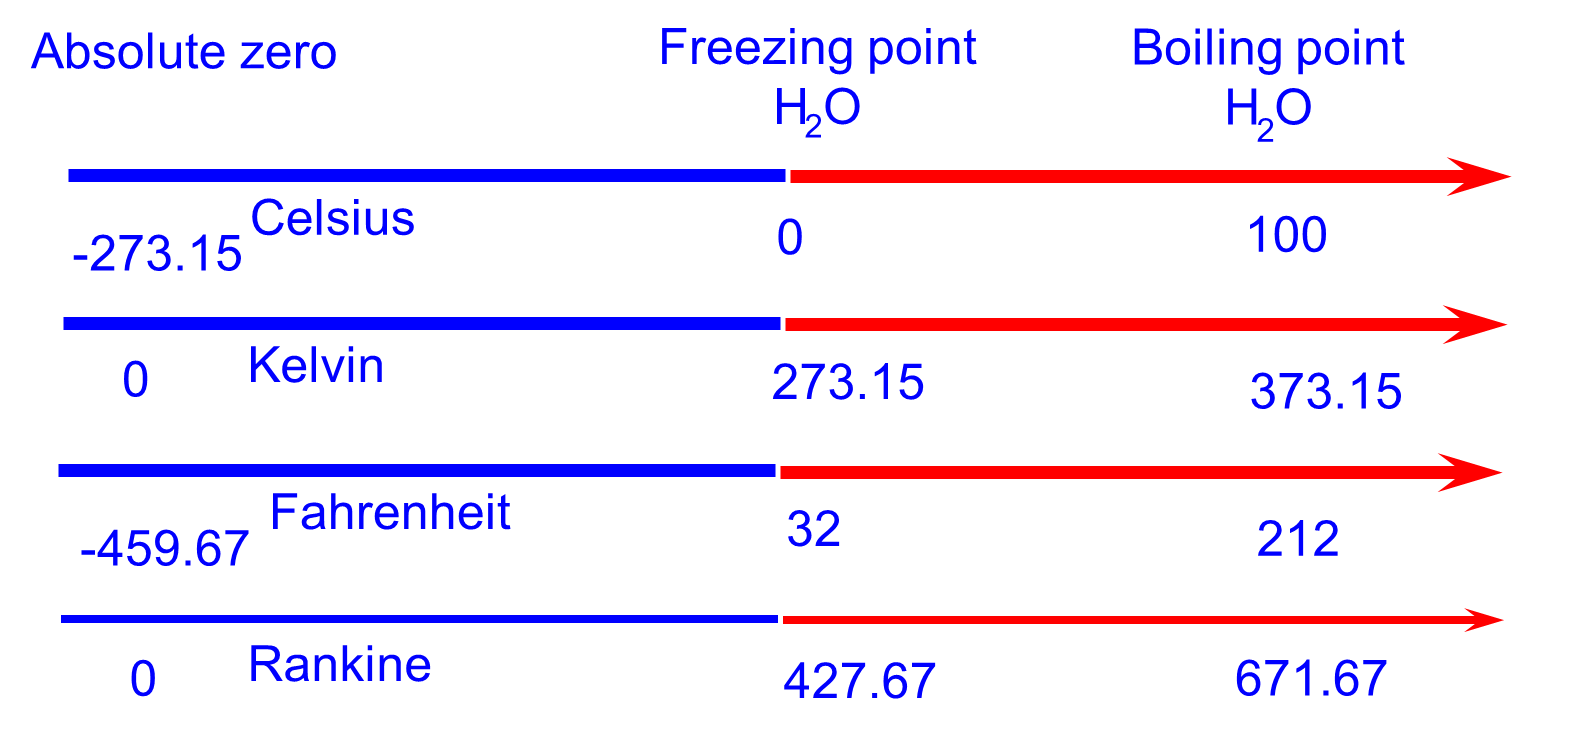 Absolute zero Freezing point Boiling point
H₂O H₂O
Celsius
-273.15 0 100
Kelvin
0 273.15 373.15
Fahrenheit
-459.67 32 212
Rankine
0 427.67 671.67